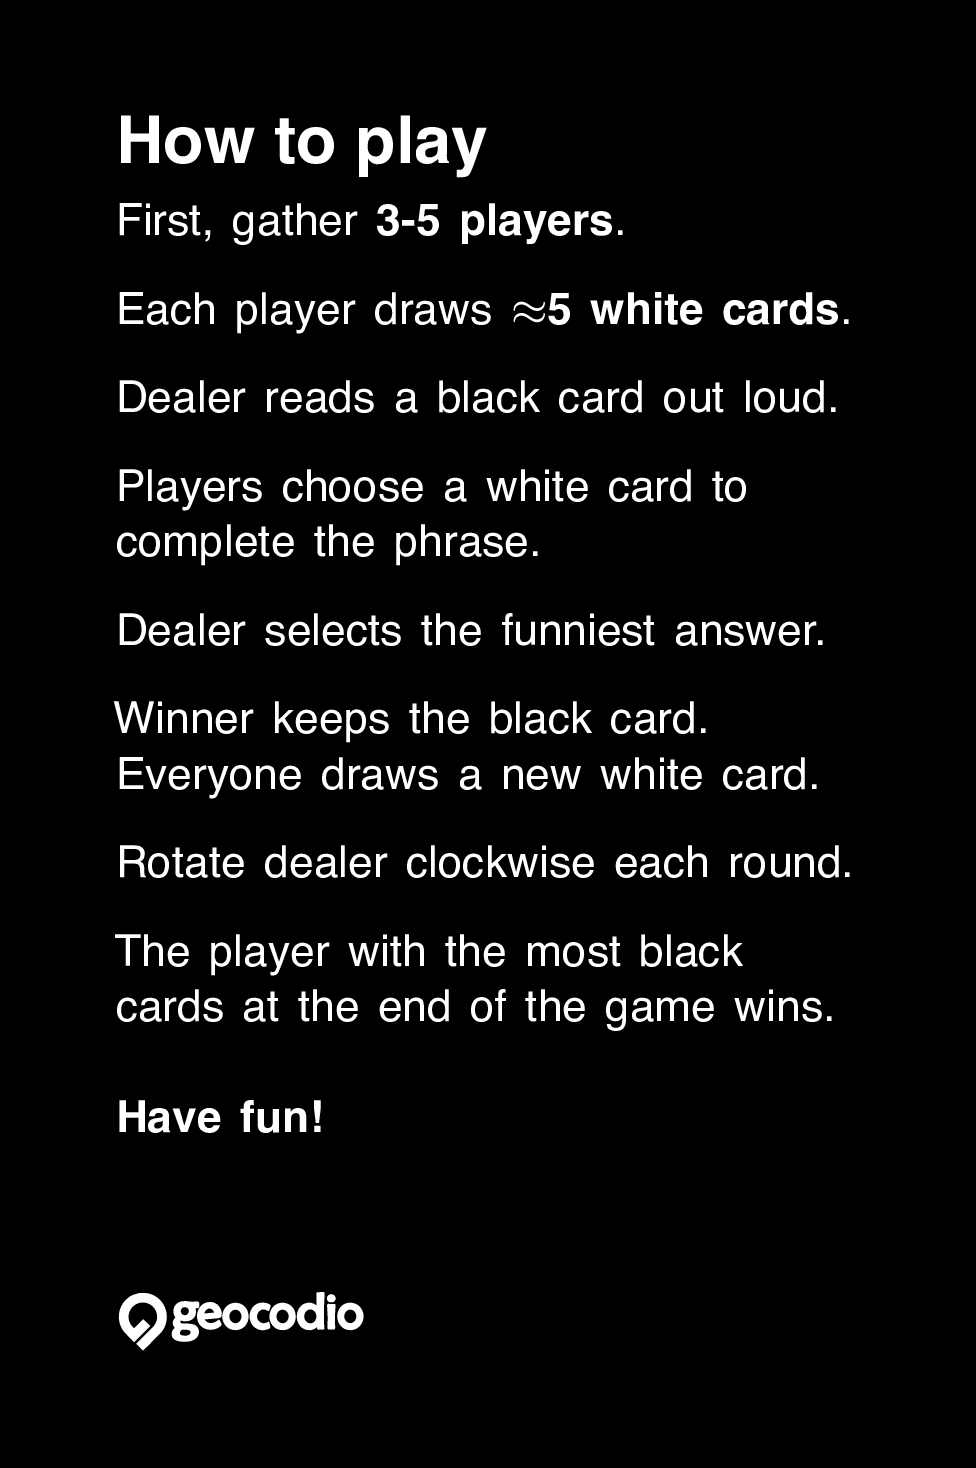 How to play
First, gather 3-5 players.
Each player draws ≈5 white cards.
Dealer reads a black card out loud.
Players choose a white card to
complete the phrase.
Dealer selects the funniest answer.
Winner keeps the black card.
Everyone draws a new white card.
Rotate dealer clockwise each round.
The player with the most black
cards at the end of the game wins.
Have fun!
geocodio